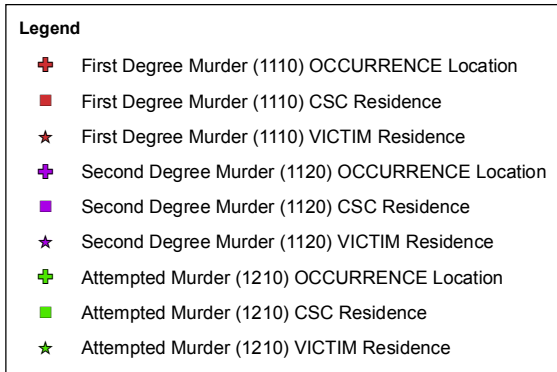 Legend
First Degree Murder (1110) OCCURRENCE Location
First Degree Murder (1110) CSC Residence
First Degree Murder (1110) VICTIM Residence
Second Degree Murder (1120) OCCURRENCE Location
Second Degree Murder (1120) CSC Residence
Second Degree Murder (1120) VICTIM Residence
Attempted Murder (1210) OCCURRENCE Location
Attempted Murder (1210) CSC Residence
Attempted Murder (1210) VICTIM Residence